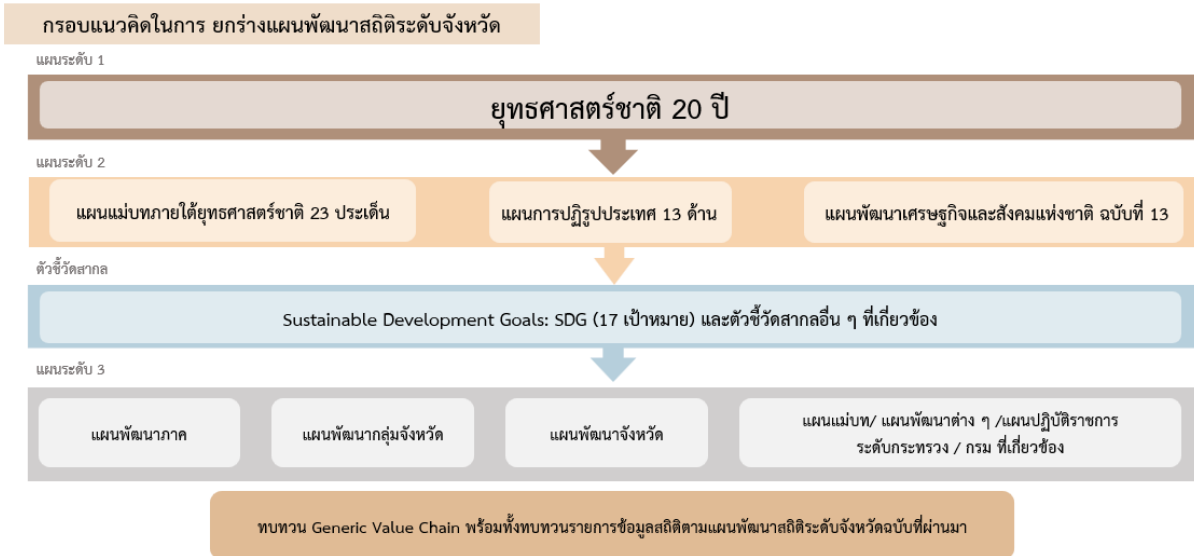 กรอบแนวคิดในการ ยกร่างแผนพัฒนาสถิติระดับจังหวัด
แผนระดับ 1
ยุทธศาสตร์ชาติ 20 ปี
แผนระดับ 2
แผนแม่บทภายใต้ยุทธศาสตร์ชาติ 23 ประเด็น
แผนการปฏิรูปประเทศ 13 ด้าน
แผนพัฒนาเศรษฐกิจและสังคมแห่งชาติ ฉบับที่ 13
ตัวชี้วัดสากล
Sustainable Development Goals: SDG (17 เป้าหมาย) และตัวชี้วัดสากลอื่น ๆ ที่เกี่ยวข้อง
แผนระดับ 3
แผนพัฒนาภาค
แผนพัฒนากลุ่มจังหวัด
แผนพัฒนาจังหวัด
แผนแม่บท/ แผนพัฒนาต่าง ๆ /แผนปฏิบัติราชการ
ระดับกระทรวง / กรม ที่เกี่ยวข้อง
ทบทวน Generic Value Chain พร้อมทั้งทบทวนรายการข้อมูลสถิติตามแผนพัฒนาสถิติระดับจังหวัดฉบับที่ผ่านมา